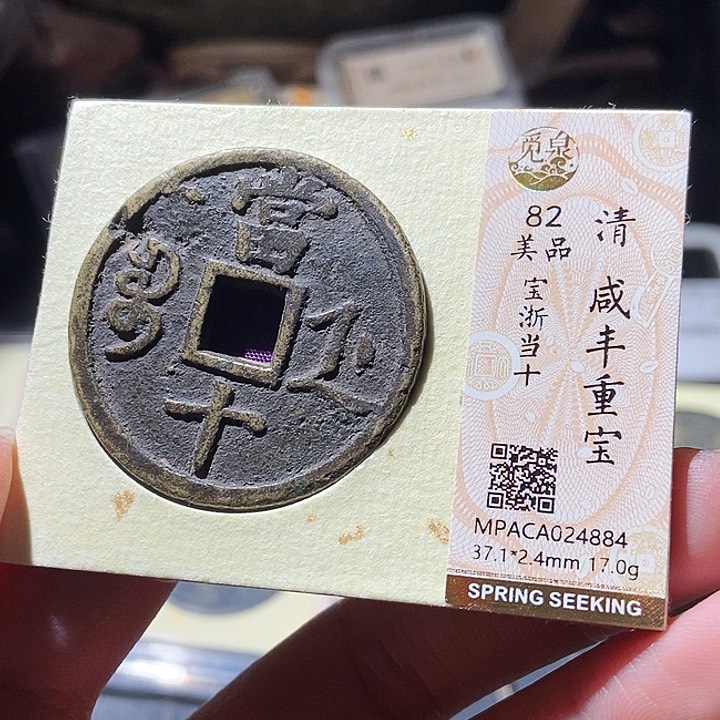 當
十
觅泉
82
美品
宝浙当十
清 咸丰重宝
MPACA024884
37.1*2.4mm 17.0g
SPRING SEEKING